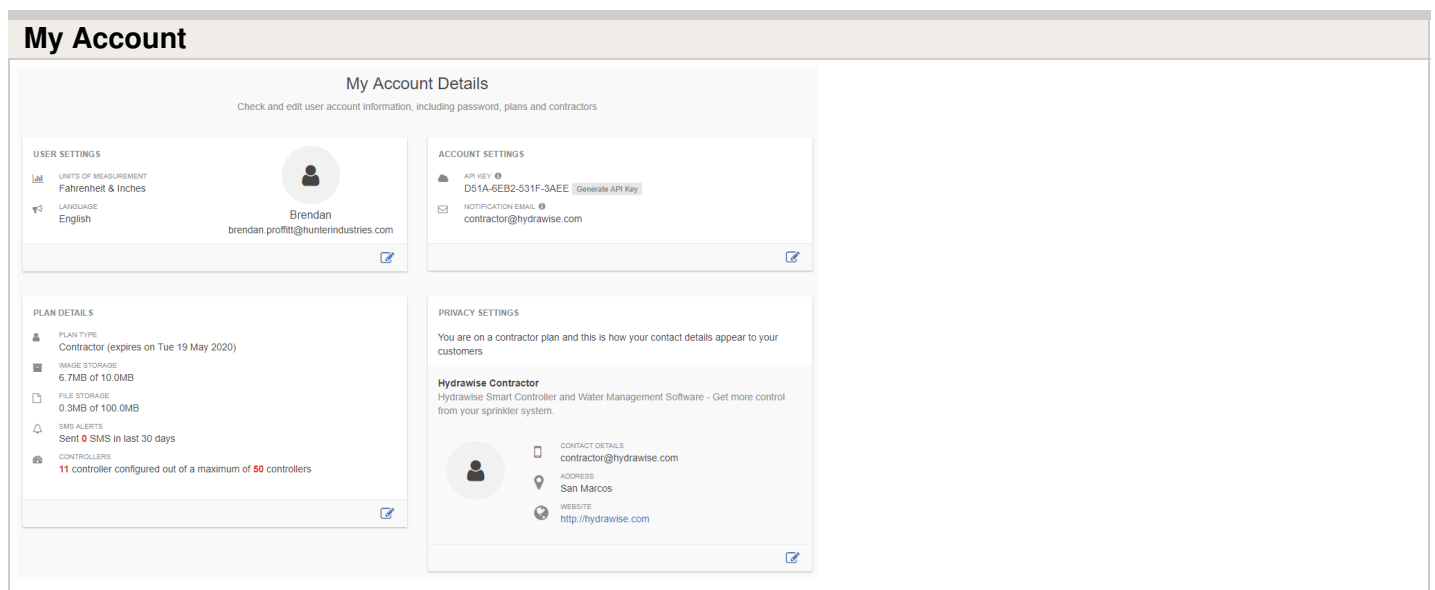 My Account
My Account Details
Check and edit user account information, including password, plans and contractors
USER SETTINGS
UNITS OF MEASUREMENT
Fahrenheit & Inches
LANGUAGE
English
Brendan
brendan.proffitt@hunterindustries.com
ACCOUNT SETTINGS
API KEY
D51A-6EB2-531F-3AEE Generate API Key
NOTIFICATION EMAIL
contractor@hydrawise.com
PLAN DETAILS
PLAN TYPE
Contractor (expires on Tue 19 May 2020)
IMAGE STORAGE
6.7MB of 10.0MB
FILE STORAGE
0.3MB of 100.0MB
SMS ALERTS
Sent 0 SMS in last 30 days
CONTROLLERS
11 controller configured out of a maximum of 50 controllers
PRIVACY SETTINGS
You are on a contractor plan and this is how your contact details appear to your
customers
Hydrawise Contractor
Hydrawise Smart Controller and Water Management Software - Get more control
from your sprinkler system.
CONTACT DETAILS
contractor@hydrawise.com
ADDRESS
San Marcos
WEBSITE
http://hydrawise.com